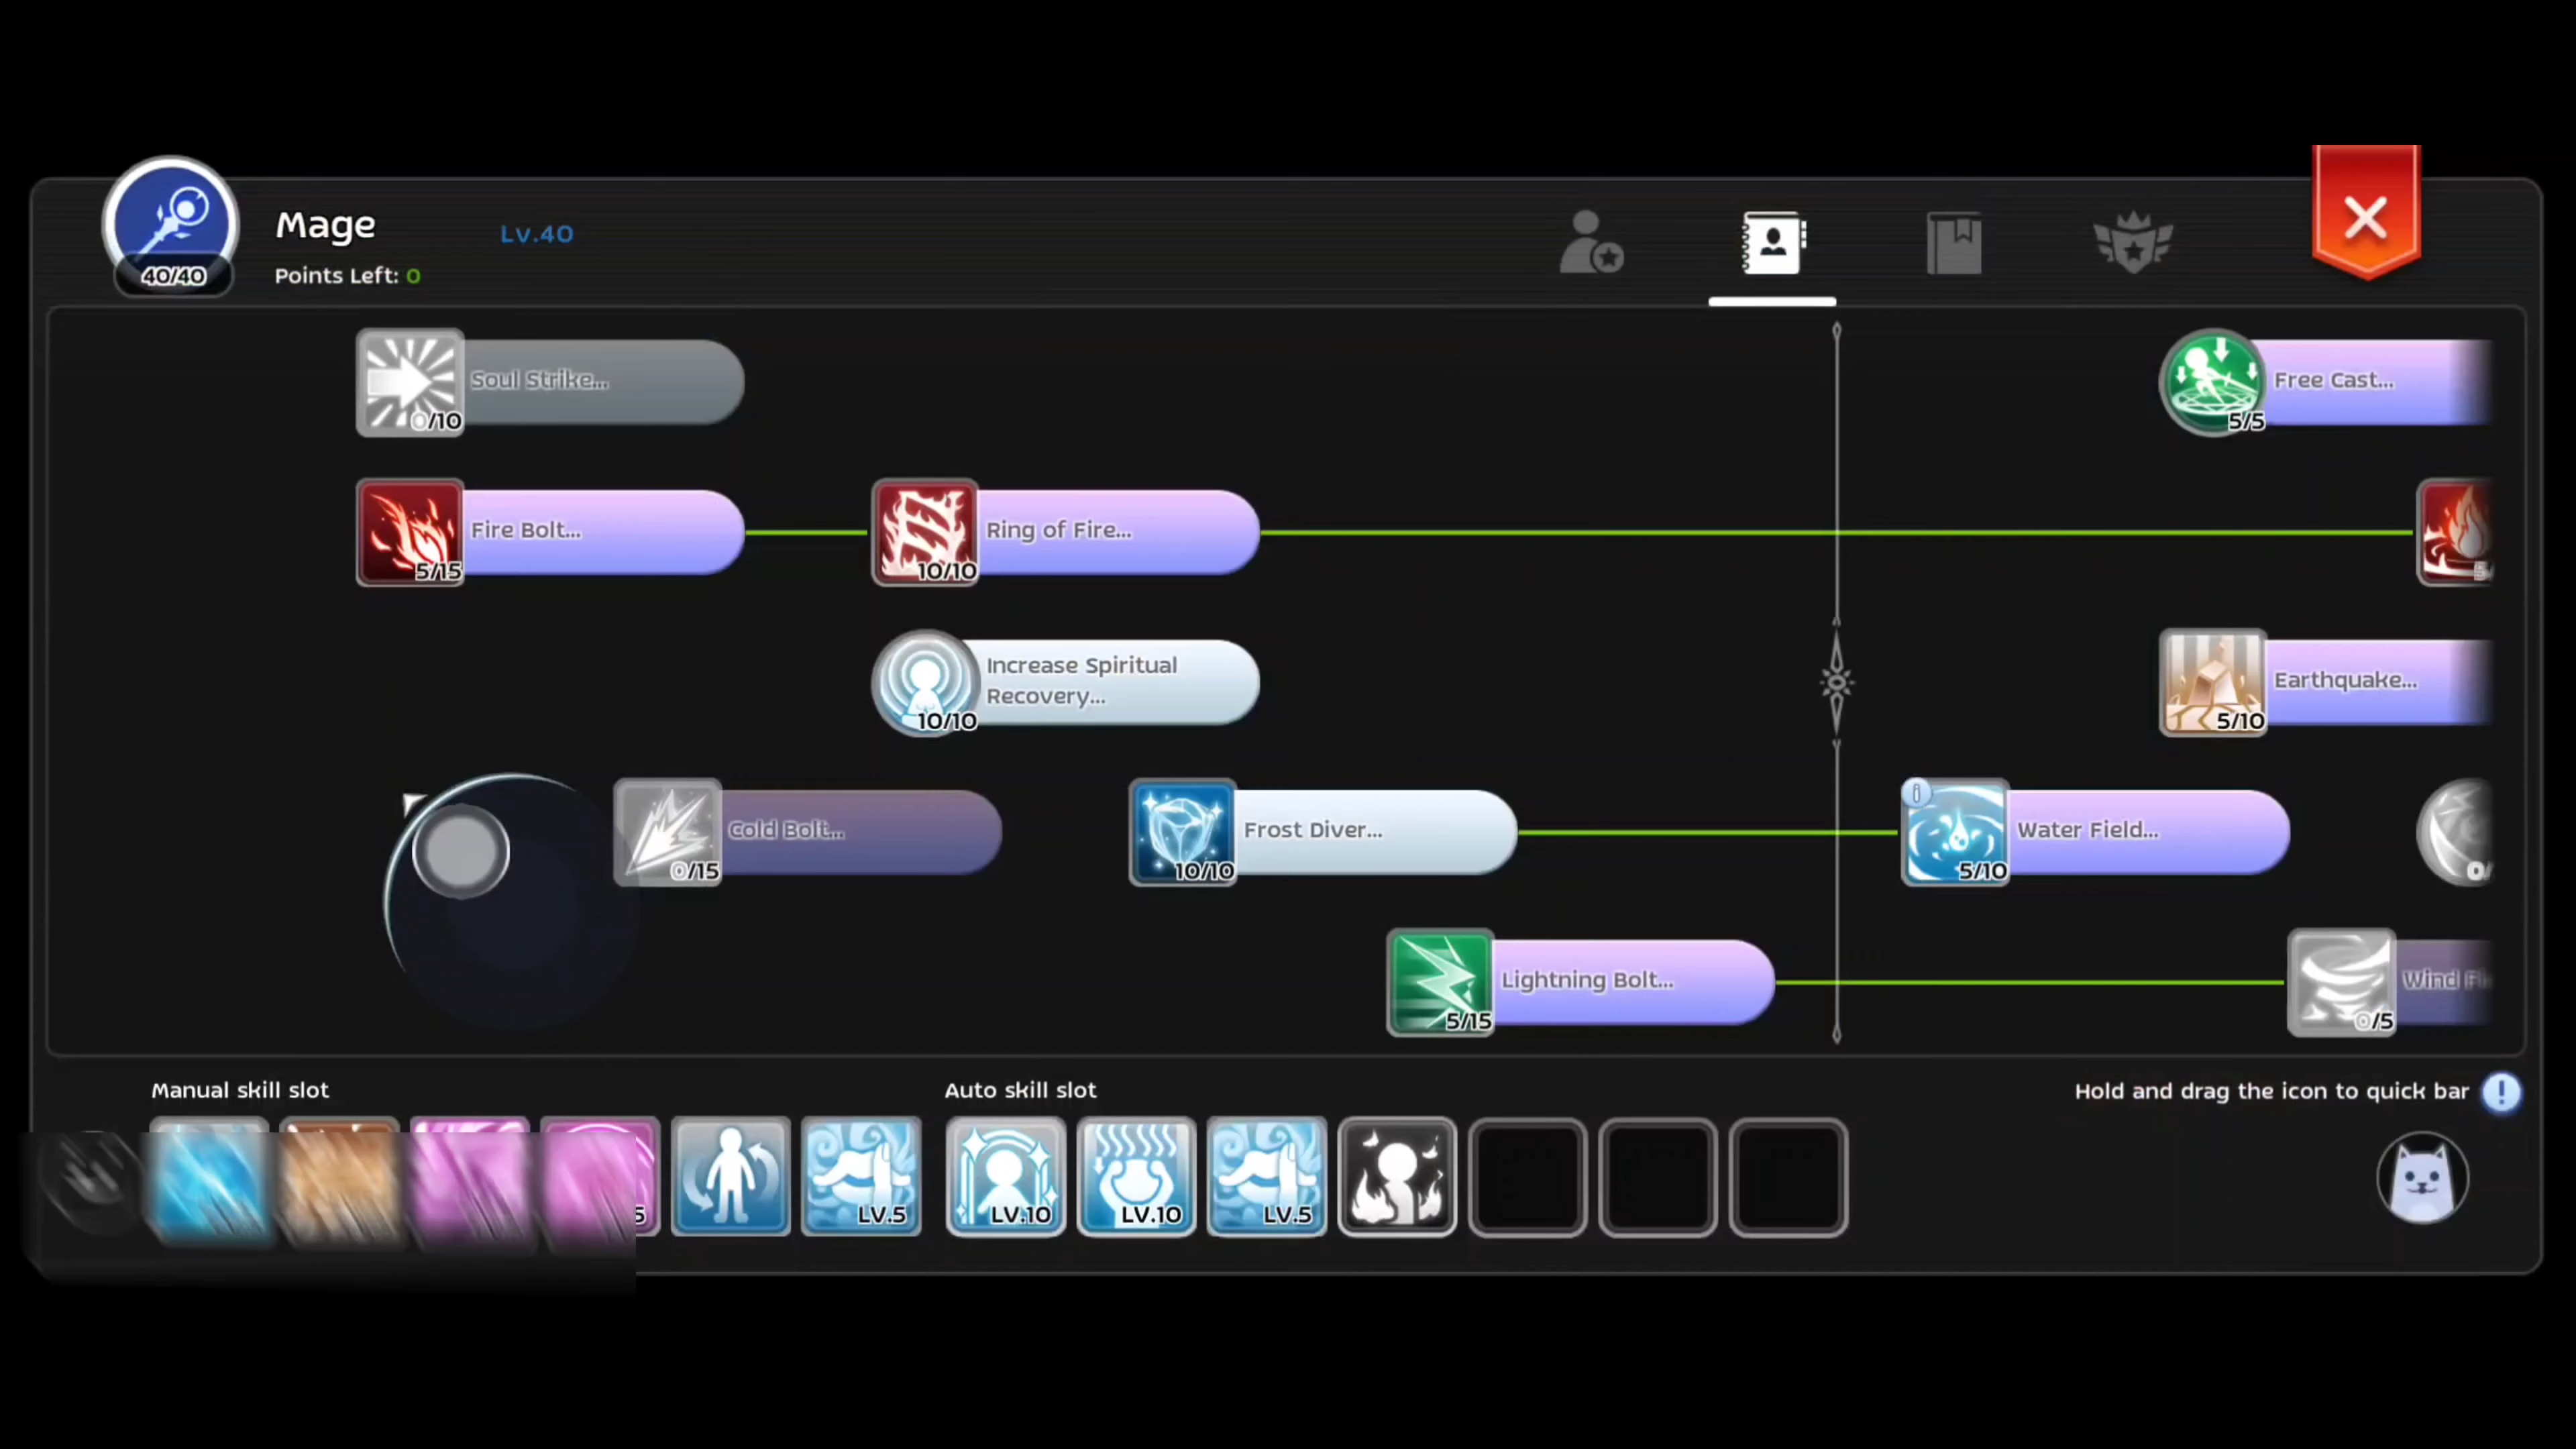 Mage
Lv.40
40/40
Points Left: 0
Soul Strike...
0/10
Free Cast...
5/5
Fire Bolt...
5/15
Ring of Fire...
10/10
Increase Spiritual
Recovery...
10/10
Earthquake...
5/10
Cold Bolt...
0/15
Frost Diver...
10/10
Water Field...
5/10
Lightning Bolt...
5/15
Wind
0/5
Manual skill slot
Auto skill slot
Hold and drag the icon to quick bar
LV.5
LV.10
LV.10
LV.5